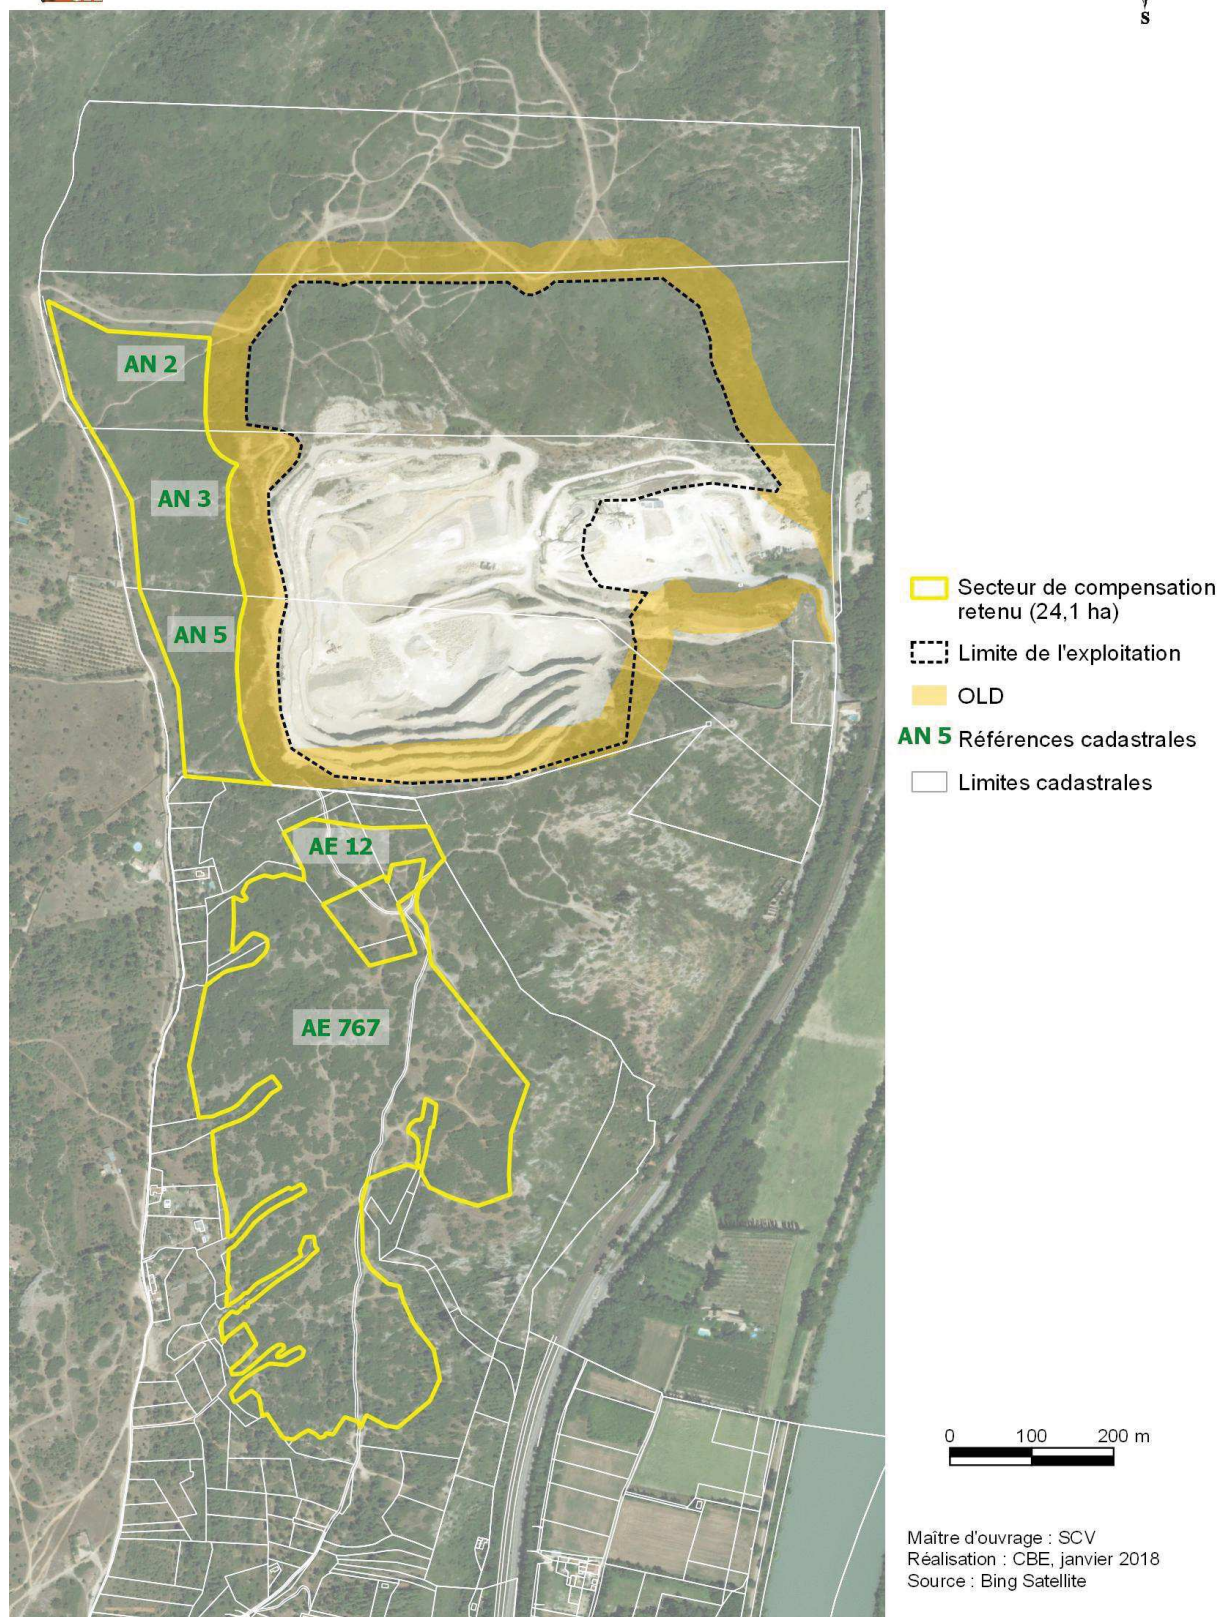 S
AN 2
AN 3
AN 5
AE 12
AE 767
Secteur de compensation
retenu (24,1 ha)
Limite de l'exploitation
OLD
AN 5 Références cadastrales
Limites cadastrales
0 100 200 m
Maître d'ouvrage : SCV
Réalisation : CBE, janvier 2018
Source : Bing Satellite